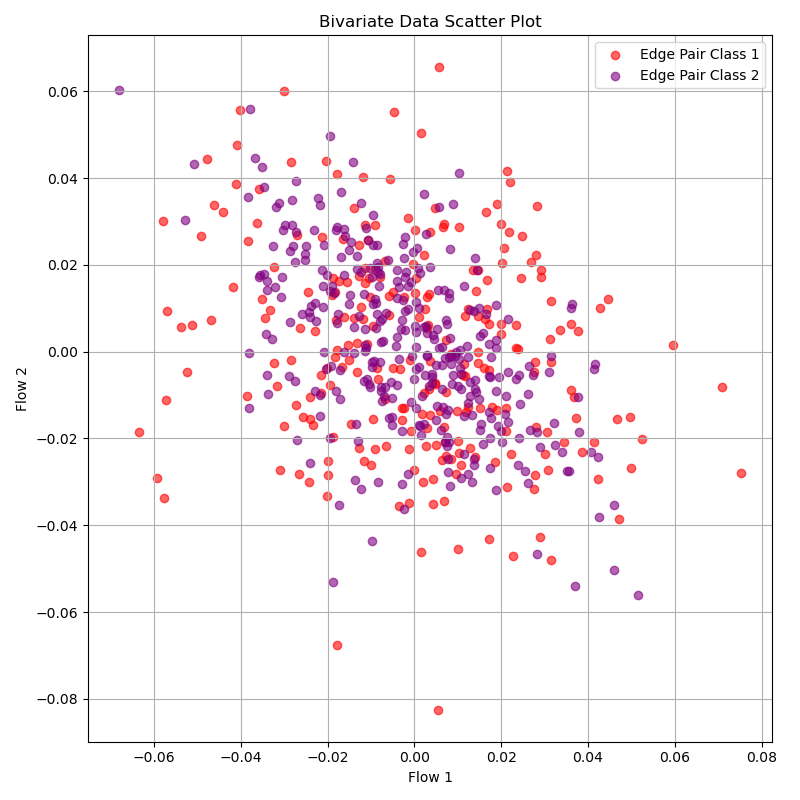 Bivariate Data Scatter Plot
Edge Pair Class 1
Edge Pair Class 2
0.06
0.04
0.02
0.00
−0.02
−0.04
−0.06
−0.08
Flow 2
−0.06 −0.04 −0.02 0.00 0.02 0.04 0.06 0.08
Flow 1